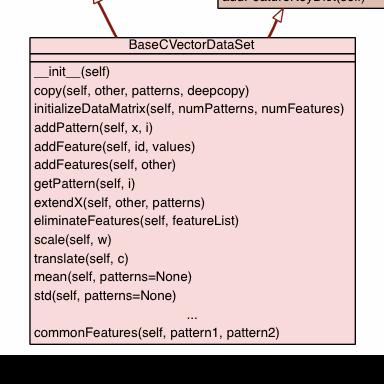 BaseCVectorDataSet
__init__(self)
copy(self, other, patterns, deepcopy)
initializeDataMatrix(self, numPatterns, numFeatures)
addPattern(self, x, i)
addFeature(self, id, values)
addFeatures(self, other)
getPattern(self, i)
extendX(self, other, patterns)
eliminateFeatures(self, featureList)
scale(self, w)
translate(self, c)
mean(self, patterns=None)
std(self, patterns=None)
...
commonFeatures(self, pattern1, pattern2)